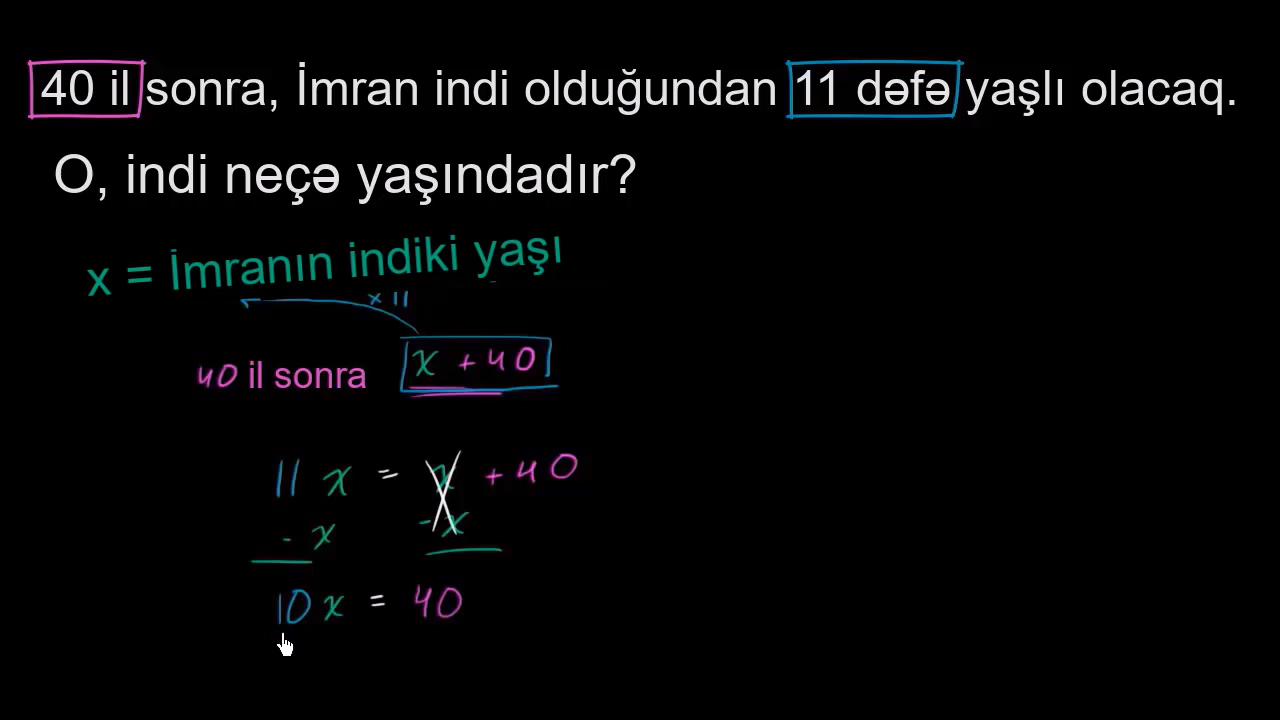 40 il sonra, İmran indi olduğundan 11 dəfə yaşlı olacaq.
O, indi neçə yaşındadır?
x = İmranın indiki yaşı
x 11
40 il sonra x + 40
11 x = x + 40
- x - x
10 x = 40